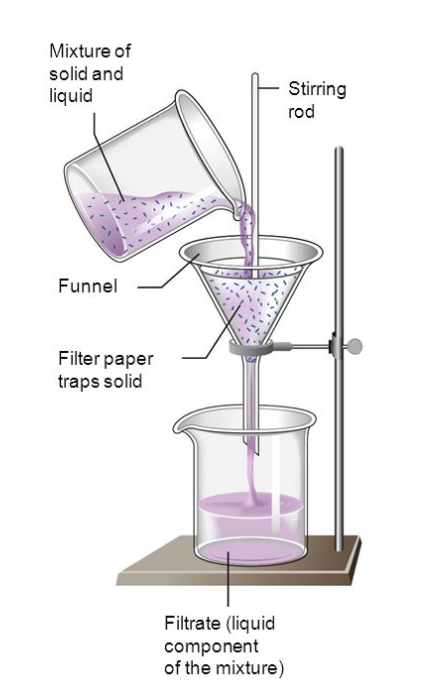 Mixture of
solid and
liquid
Stirring
rod
Funnel
Filter paper
traps solid
Filtrate (liquid
component
of the mixture)